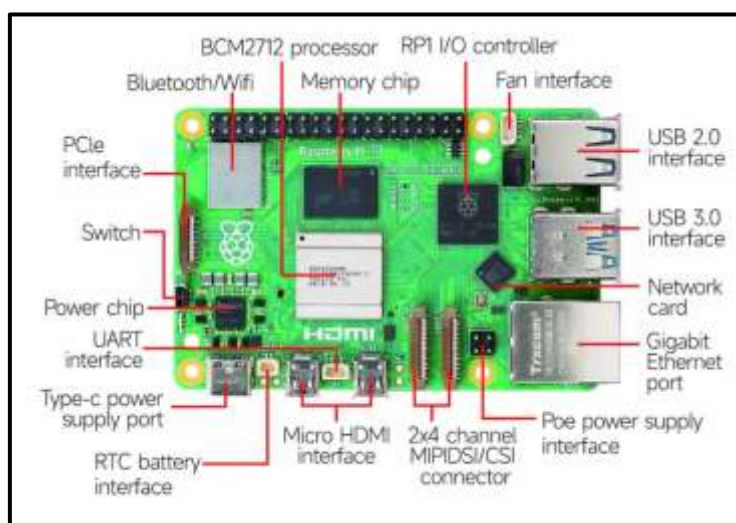 BCM2712 processor
RP1 I/O controller
Bluetooth/Wifi
Memory chip
Fan interface
PCIe
interface
USB 2.0
interface
Switch
USB 3.0
interface
Power chip
Network
card
UART
interface
HDMI
Tracom
Gigabit
Ethernet
port
Type-c power
supply port
Micro HDMI
interface
2x4 channel
MIPIDSI/CSI
connector
Poe power supply
interface
RTC battery
interface